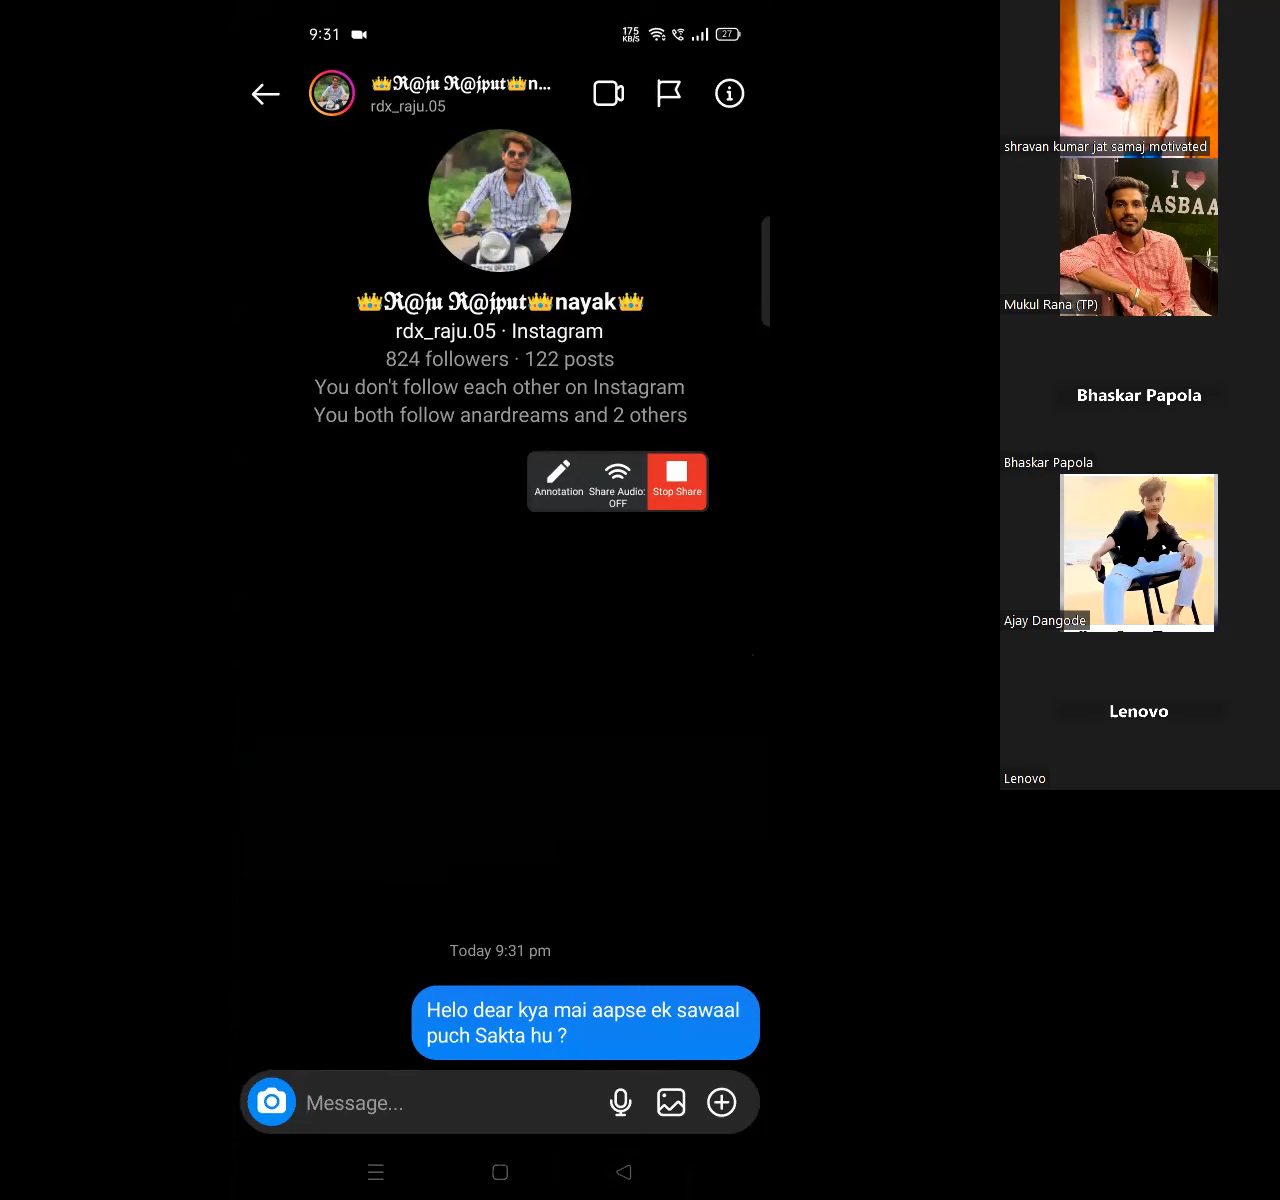 9:31
175
KB/S
27
👑𝕽@𝖏𝖚 𝕽@𝖏𝖕𝖚𝖙👑n...
rdx_raju.05
👑𝕽@𝖏𝖚 𝕽@𝖏𝖕𝖚𝖙👑nayak👑
rdx_raju.05 · Instagram
824 followers · 122 posts
You don't follow each other on Instagram
You both follow anardreams and 2 others
Annotation
Share Audio:
OFF
Stop Share
Today 9:31 pm
Helo dear kya mai aapse ek sawaal
puch Sakta hu ?
Message...
shravan kumar jat samaj motivated
I ❤
KASBAA
Mukul Rana (TP)
Bhaskar Papola
Bhaskar Papola
Ajay Dangode
Lenovo
Lenovo